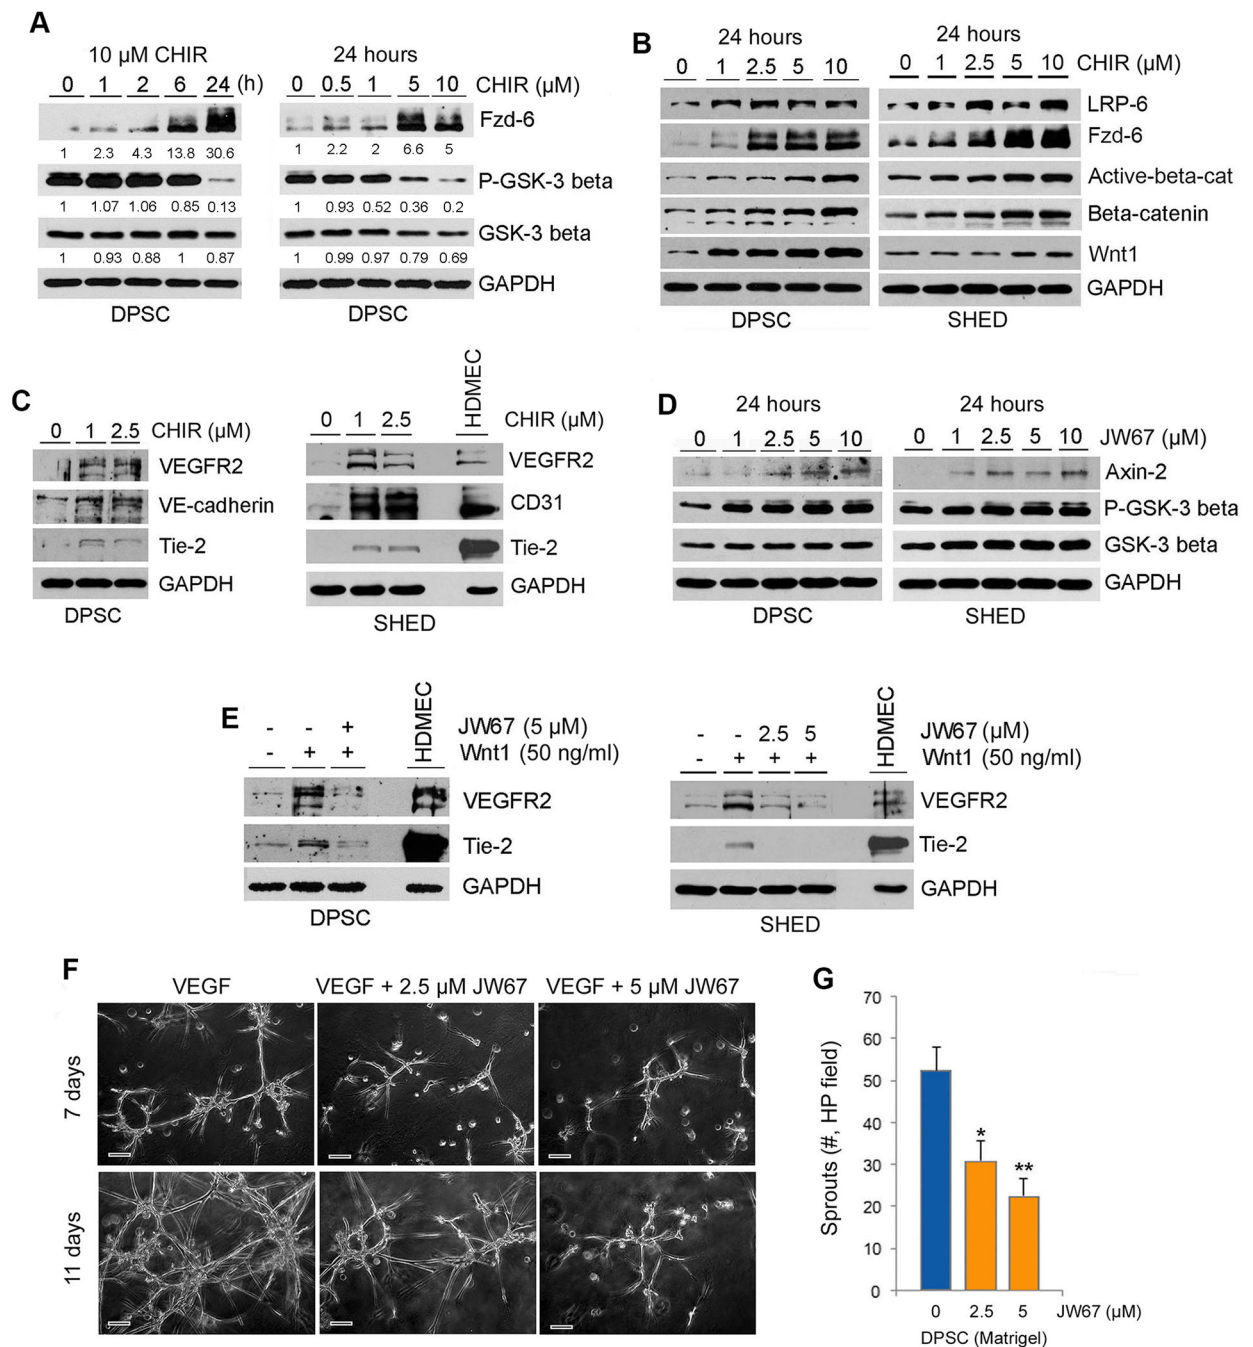 A
10 µM CHIR
0 1 2 6 24 (h)
24 hours
0 0.5 1 5 10 CHIR (µM)
Fzd-6
1 2.3 4.3 13.8 30.6
1 2.2 2 6.6 5
P-GSK-3 beta
1 1.07 1.06 0.85 0.13
1 0.93 0.52 0.36 0.2
GSK-3 beta
1 0.93 0.88 1 0.87
1 0.99 0.97 0.79 0.69
GAPDH
DPSC
DPSC
B
24 hours
0 1 2.5 5 10
24 hours
0 1 2.5 5 10 CHIR (µM)
LRP-6
Fzd-6
Active-beta-cat
Beta-catenin
Wnt1
GAPDH
DPSC
SHED
C
0 1 2.5 CHIR (µM)
VEGFR2
VE-cadherin
Tie-2
GAPDH
DPSC
0 1 2.5 HDMEC CHIR (µM)
VEGFR2
CD31
Tie-2
GAPDH
SHED
D
24 hours
0 1 2.5 5 10
24 hours
0 1 2.5 5 10 JW67 (µM)
Axin-2
P-GSK-3 beta
GSK-3 beta
GAPDH
DPSC
SHED
E
- - + JW67 (5 µM)
- + + Wnt1 (50 ng/ml)
HDMEC
VEGFR2
Tie-2
GAPDH
DPSC
- - 2.5 5 JW67 (µM)
- + + + Wnt1 (50 ng/ml)
HDMEC
VEGFR2
Tie-2
GAPDH
SHED
F
VEGF
VEGF + 2.5 µM JW67
VEGF + 5 µM JW67
7 days
11 days
G
Sprouts (#, HP field)
70
60
50
40
30
20
10
0
*
**
0 2.5 5 JW67 (µM)
DPSC (Matrigel)